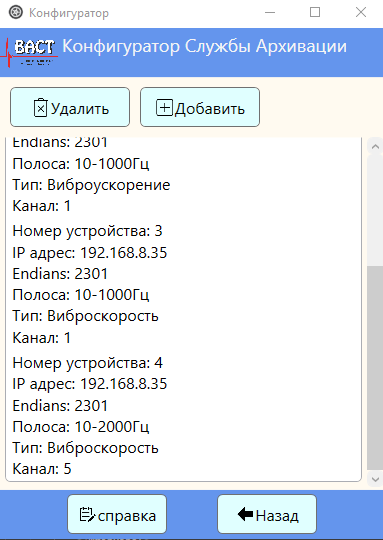 Конфигуратор
ВАСТ Конфигуратор Службы Архивации
Удалить Добавить
Endians: 2301
Полоса: 10-1000Гц
Тип: Виброускорение
Канал: 1
Номер устройства: 3
IP адрес: 192.168.8.35
Endians: 2301
Полоса: 10-1000Гц
Тип: Виброскорость
Канал: 1
Номер устройства: 4
IP адрес: 192.168.8.35
Endians: 2301
Полоса: 10-2000Гц
Тип: Виброскорость
Канал: 5
справка Назад